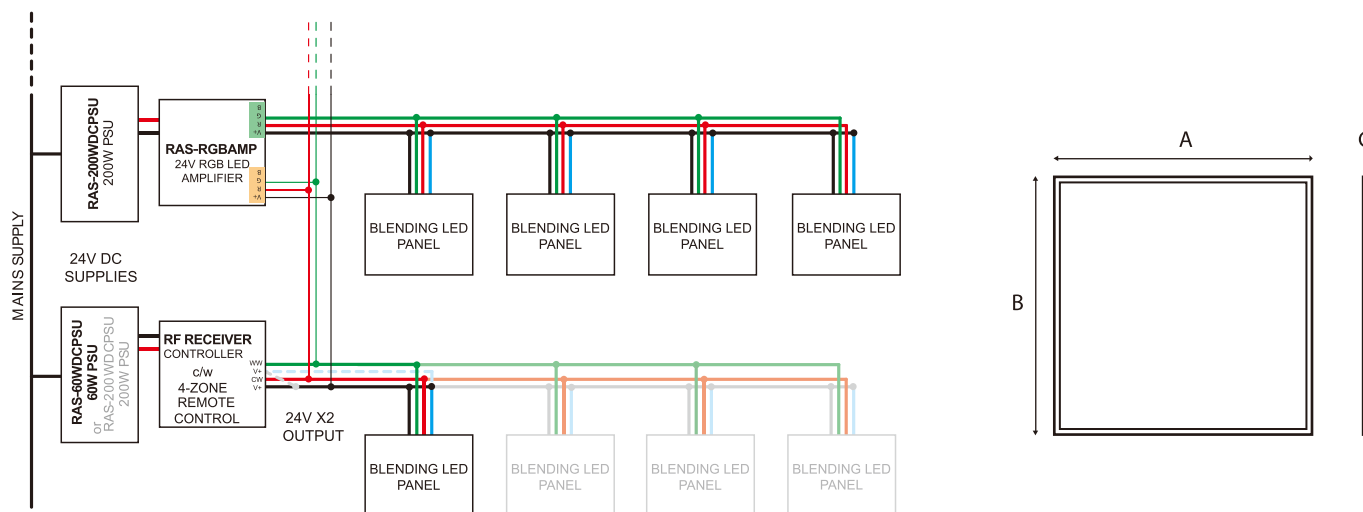 MAINS SUPPLY
RAS-200WDCPSU
200W PSU
RAS-RGBAMP
24V RGB LED
AMPLIFIER
B
G
R
V+
B
G
R
V+
BLENDING LED
PANEL
BLENDING LED
PANEL
BLENDING LED
PANEL
BLENDING LED
PANEL
24V DC
SUPPLIES
RAS-60WDCPSU
60W PSU
or
RAS-200WDCPSU
200W PSU
RF RECEIVER
CONTROLLER
c/w
4-ZONE
REMOTE
CONTROL
WW
V+
CW
V+
24V X2
OUTPUT
BLENDING LED
PANEL
BLENDING LED
PANEL
BLENDING LED
PANEL
BLENDING LED
PANEL
A
B